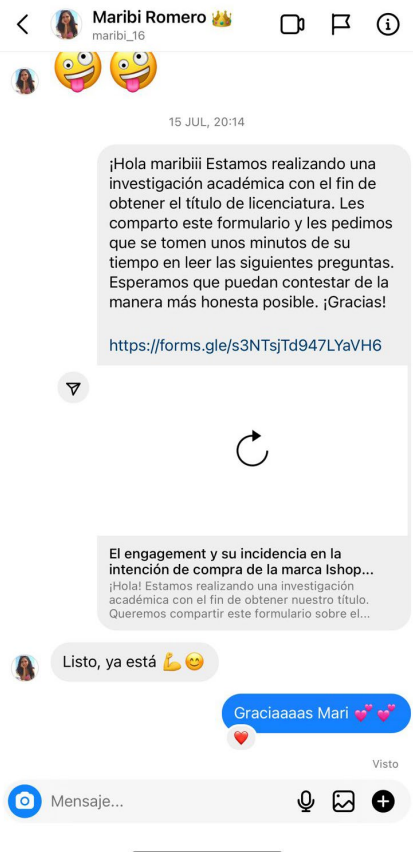 Maribi Romero 👑
maribi_16
🤪🤪
15 JUL, 20:14
¡Hola maribiii Estamos realizando una
investigación académica con el fin de
obtener el título de licenciatura. Les
comparto este formulario y les pedimos
que se tomen unos minutos de su
tiempo en leer las siguientes preguntas.
Esperamos que puedan contestar de la
manera más honesta posible. ¡Gracias!
https://forms.gle/s3NTsjTd947LYaVH6
El engagement y su incidencia en la
intención de compra de la marca Ishop...
¡Hola! Estamos realizando una investigación
académica con el fin de obtener nuestro título.
Queremos compartir este formulario sobre el...
Listo, ya está 💪😊
Graciaaaas Mari 💕💕
❤️
Visto
Mensaje...